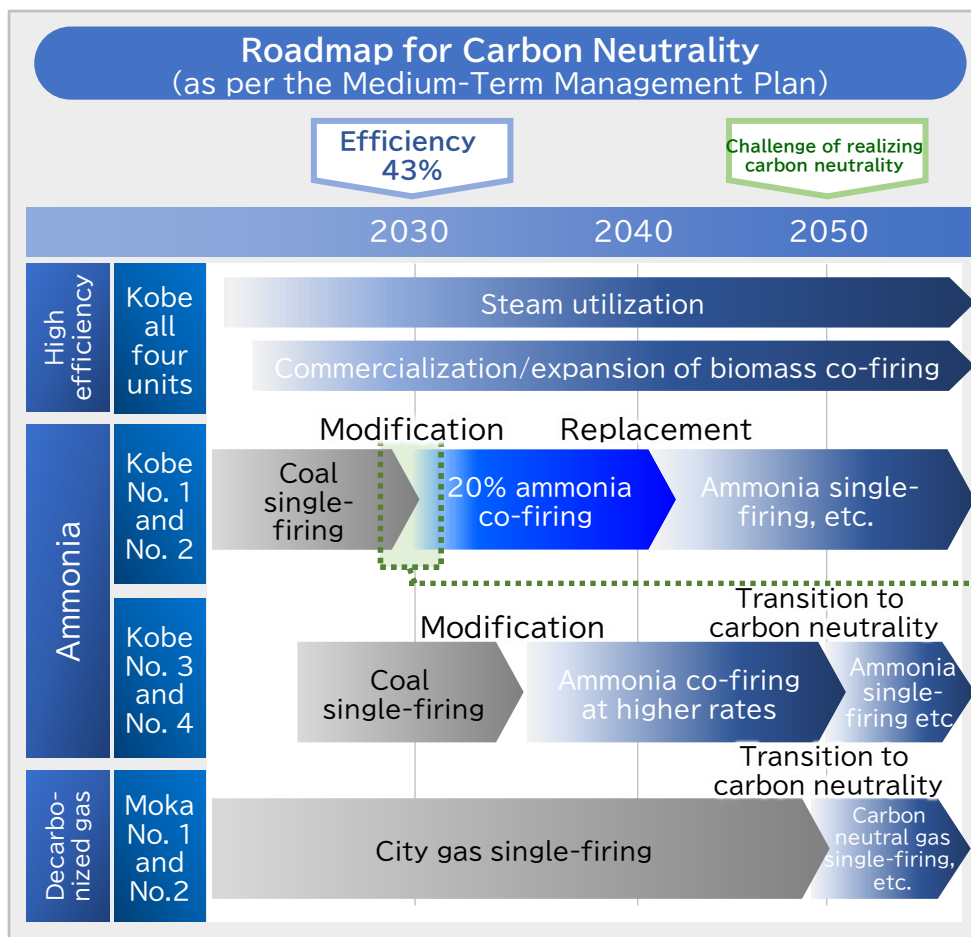 Roadmap for Carbon Neutrality
(as per the Medium-Term Management Plan)
Efficiency
43%
Challenge of realizing
carbon neutrality
2030
2040
2050
High
efficiency
Kobe
all
four
units
Steam utilization
Commercialization/expansion of biomass co-firing
Ammonia
Kobe
No. 1
and
No. 2
Modification
Replacement
Coal
single-
firing
20% ammonia
co-firing
Ammonia single-
firing, etc.
Kobe
No. 3
and
No. 4
Modification
Transition to
carbon neutrality
Coal
single-firing
Ammonia co-firing
at higher rates
Ammonia
single-
firing etc
Decarbo-
nized gas
Moka
No. 1
and
No.2
Transition to
carbon neutrality
City gas single-firing
Carbon
neutral gas
single-firing,
etc.